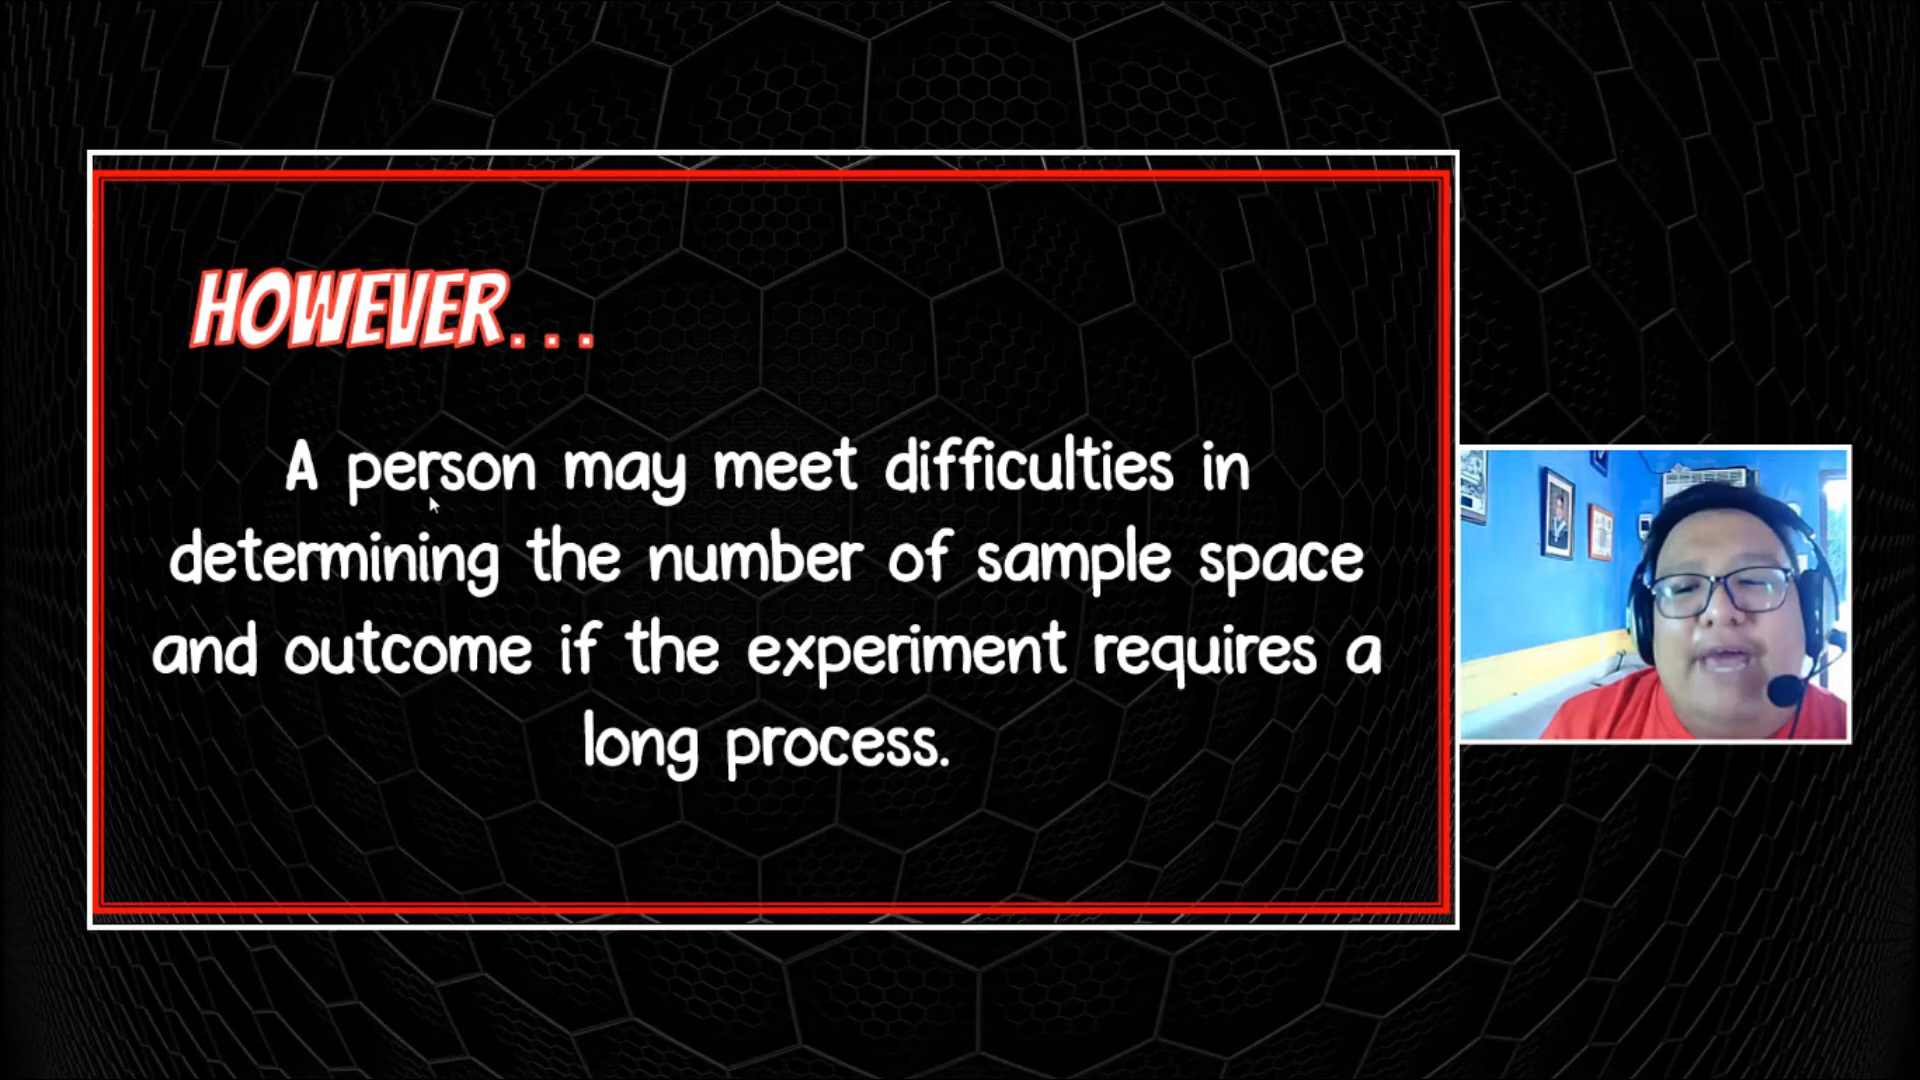 HOWEVER...
A person may meet difficulties in
determining the number of sample space
and outcome if the experiment requires a
long process.